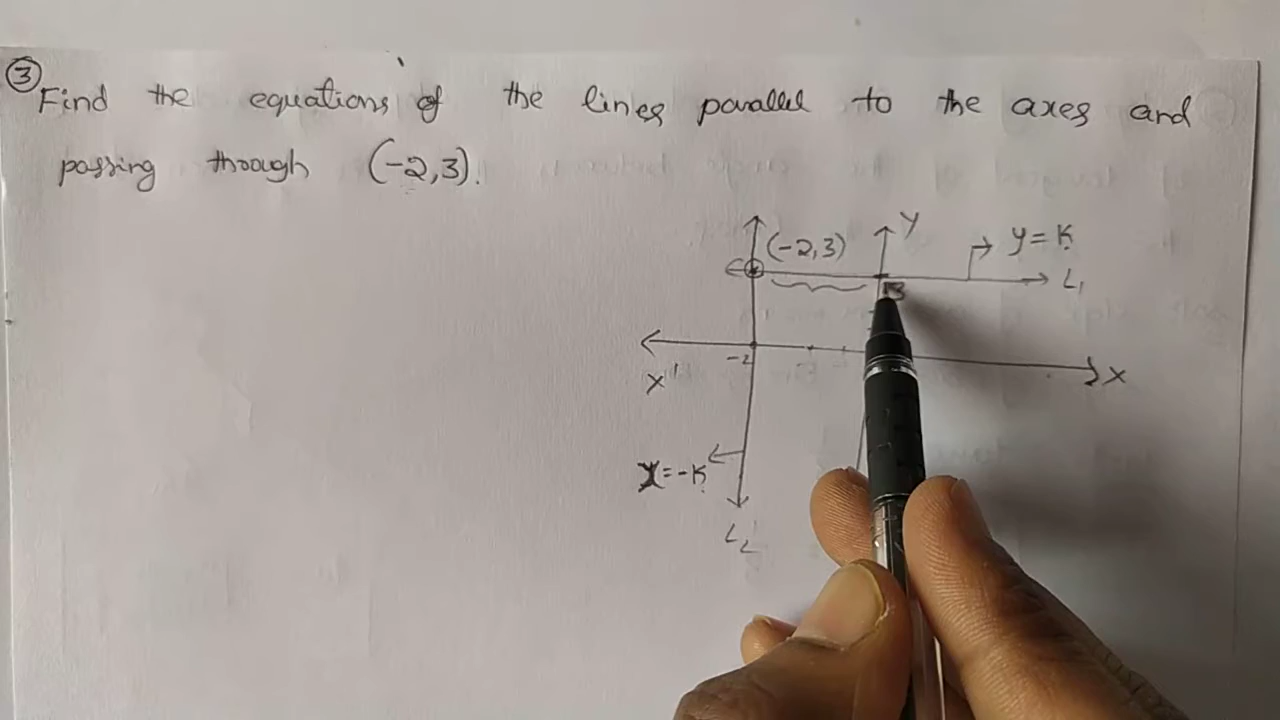 ③ Find the equations of the lines parallel to the axes and
passing through (-2,3).
Y
(-2,3)
y=K
L₁
3
-2
X'
X
X=-K
L₂